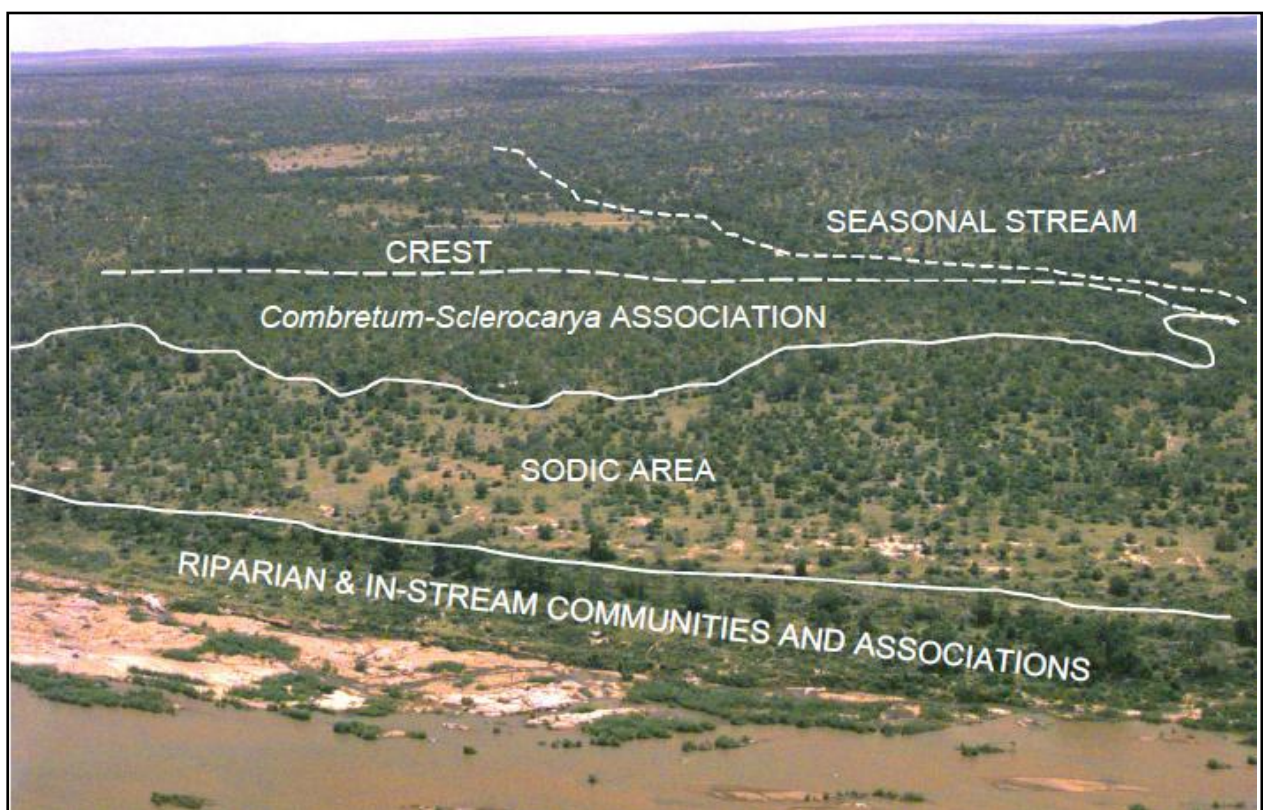 SEASONAL STREAM
CREST
Combretum-Sclerocarya ASSOCIATION
SODIC AREA
RIPARIAN & IN-STREAM COMMUNITIES AND ASSOCIATIONS